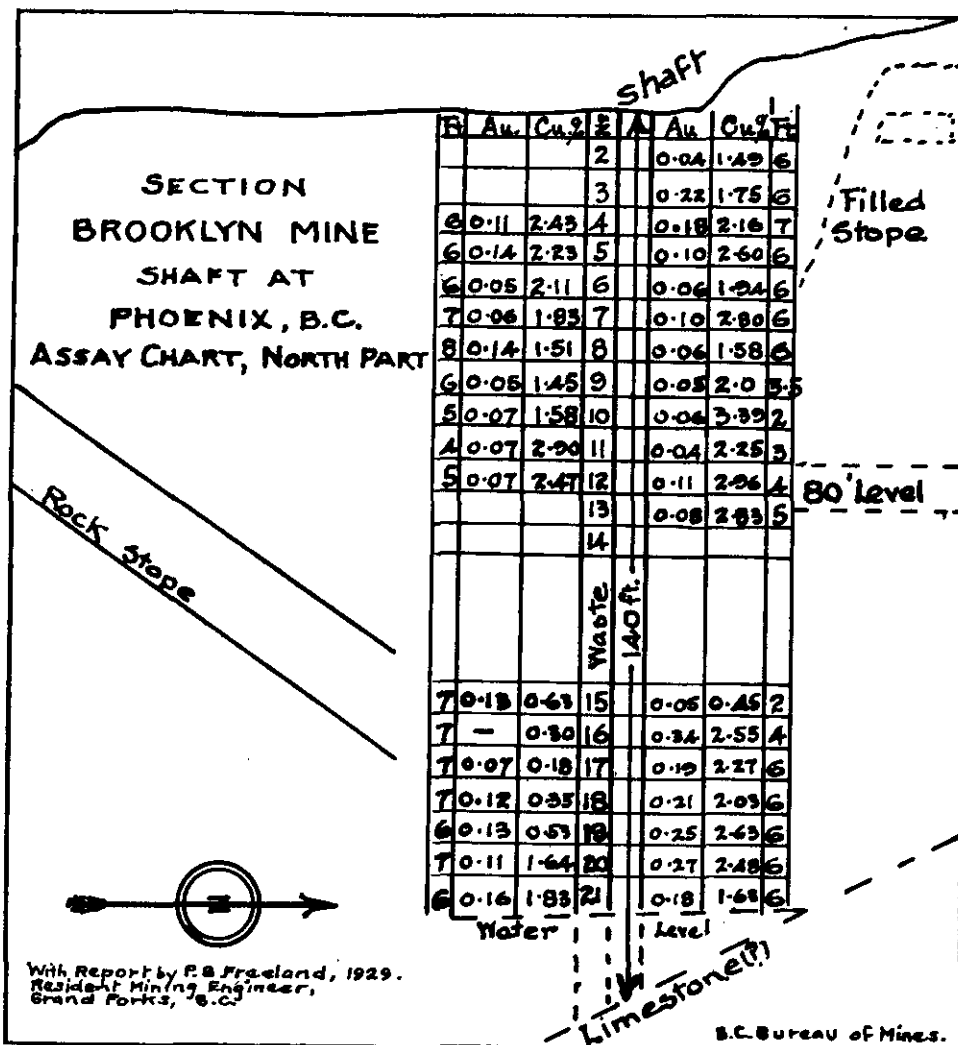 shaft
Ft Au. Cu% Au Cu% Ft
2 0.04 1.49 6
3 0.22 1.75 6
6 0.11 2.43 4 0.18 2.16 7
6 0.14 2.23 5 0.10 2.60 6
6 0.05 2.11 6 0.06 1.94 6
7 0.06 1.83 7 0.10 2.80 6
8 0.14 1.51 8 0.06 1.58 6
6 0.05 1.45 9 0.05 2.0 3.5
5 0.07 1.58 10 0.06 3.39 2
4 0.07 2.90 11 0.04 2.25 3
5 0.07 2.47 12 0.11 2.96 4
13 0.08 2.83 5
14
Waste
140 ft.
7 0.13 0.63 15 0.05 0.45 2
7 — 0.30 16 0.34 2.55 4
7 0.07 0.18 17 0.19 2.27 6
7 0.12 0.35 18 0.21 2.03 6
6 0.13 0.53 19 0.25 2.63 6
7 0.11 1.64 20 0.27 2.48 6
6 0.16 1.83 21 0.18 1.68 6
Water Level
SECTION
BROOKLYN MINE
SHAFT AT
PHOENIX, B.C.
ASSAY CHART, NORTH PART
Filled
Stope
80' Level
Rock Stope
N
Limestone(?)
With Report by P.B Freeland, 1929.
Resident Mining Engineer,
Grand Forks, B.C.
B.C. Bureau of Mines.